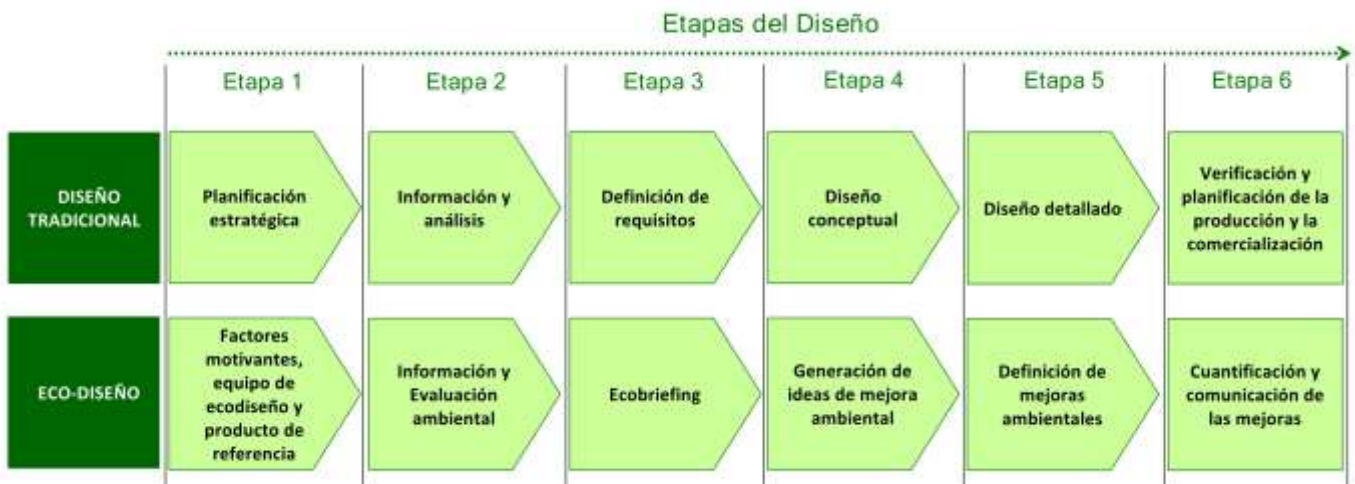 Etapas del Diseño
Etapa 1
Etapa 2
Etapa 3
Etapa 4
Etapa 5
Etapa 6
DISEÑO
TRADICIONAL
Planificación
estratégica
Información y
análisis
Definición de
requisitos
Diseño
conceptual
Diseño detallado
Verificación y
planificación de la
producción y la
comercialización
ECO-DISEÑO
Factores
motivantes,
equipo de
ecodiseño y
producto de
referencia
Información y
Evaluación
ambiental
Ecobriefing
Generación de
ideas de mejora
ambiental
Definición de
mejoras
ambientales
Cuantificación y
comunicación de
las mejoras